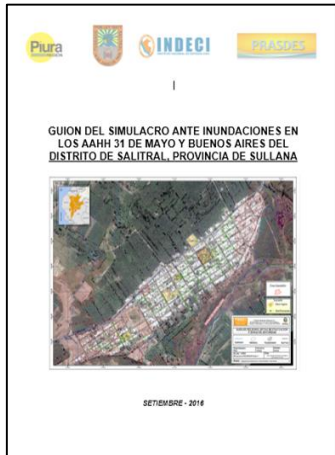 Piura
INDECI
PRASDES
GUION DEL SIMULACRO ANTE INUNDACIONES EN
LOS AAHH 31 DE MAYO Y BUENOS AIRES DEL
DISTRITO DE SALITRAL, PROVINCIA DE SULLANA
SETIEMBRE - 2016